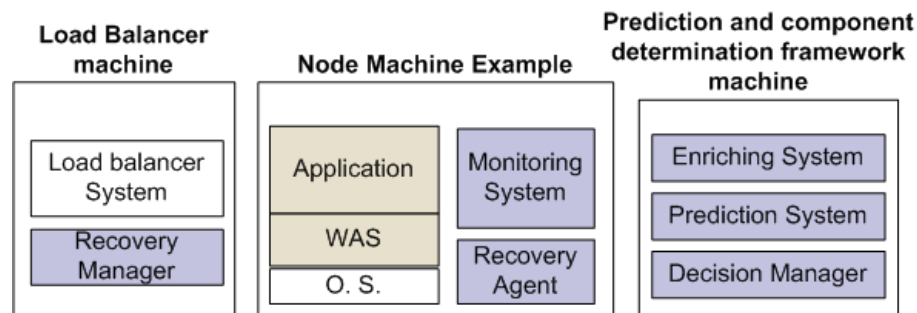 Load Balancer
machine
Node Machine Example
Prediction and component
determination framework
machine
Load balancer
System
Recovery
Manager
Application
WAS
O. S.
Monitoring
System
Recovery
Agent
Enriching System
Prediction System
Decision Manager